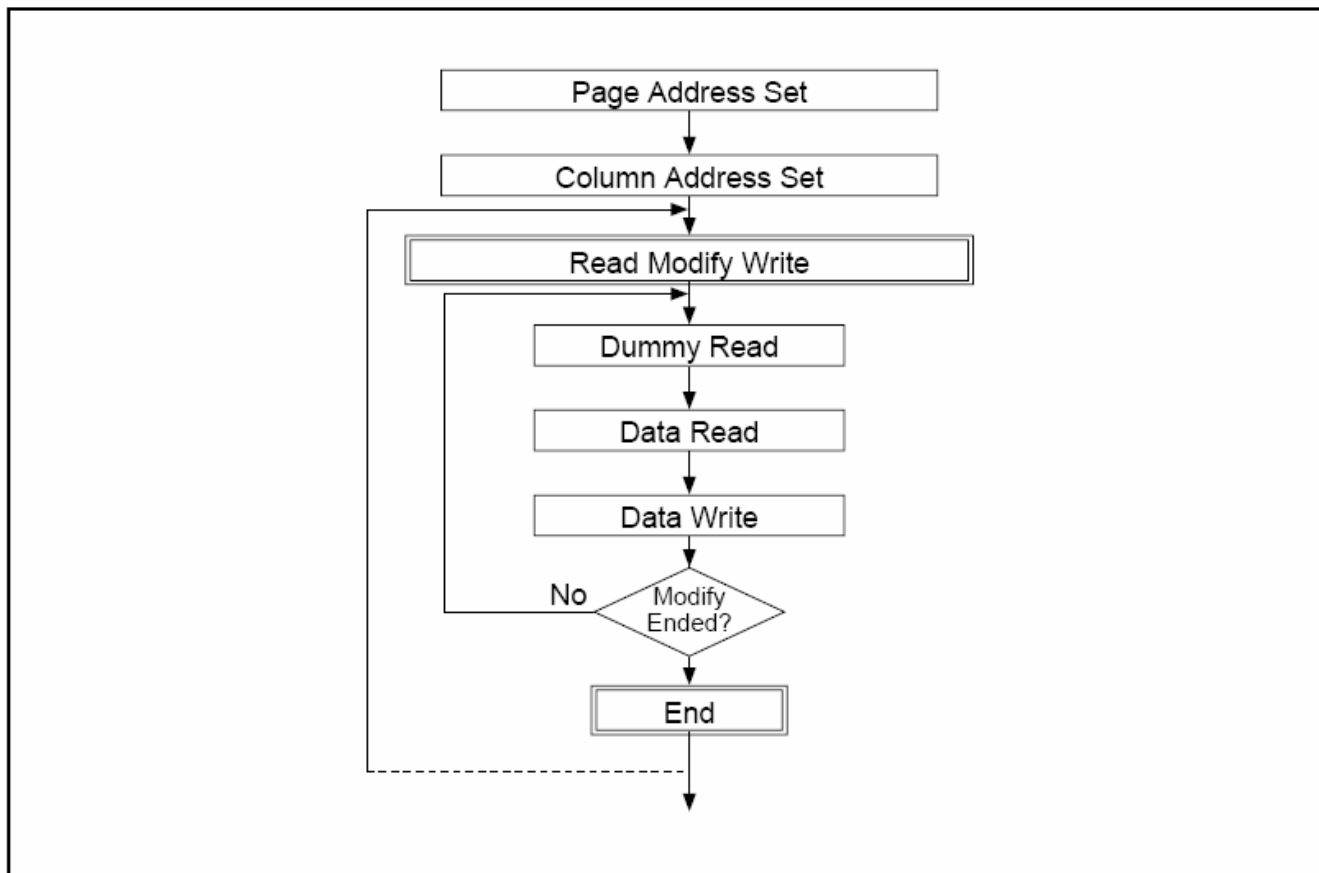 Page Address Set
Column Address Set
Read Modify Write
Dummy Read
Data Read
Data Write
No
Modify
Ended?
End